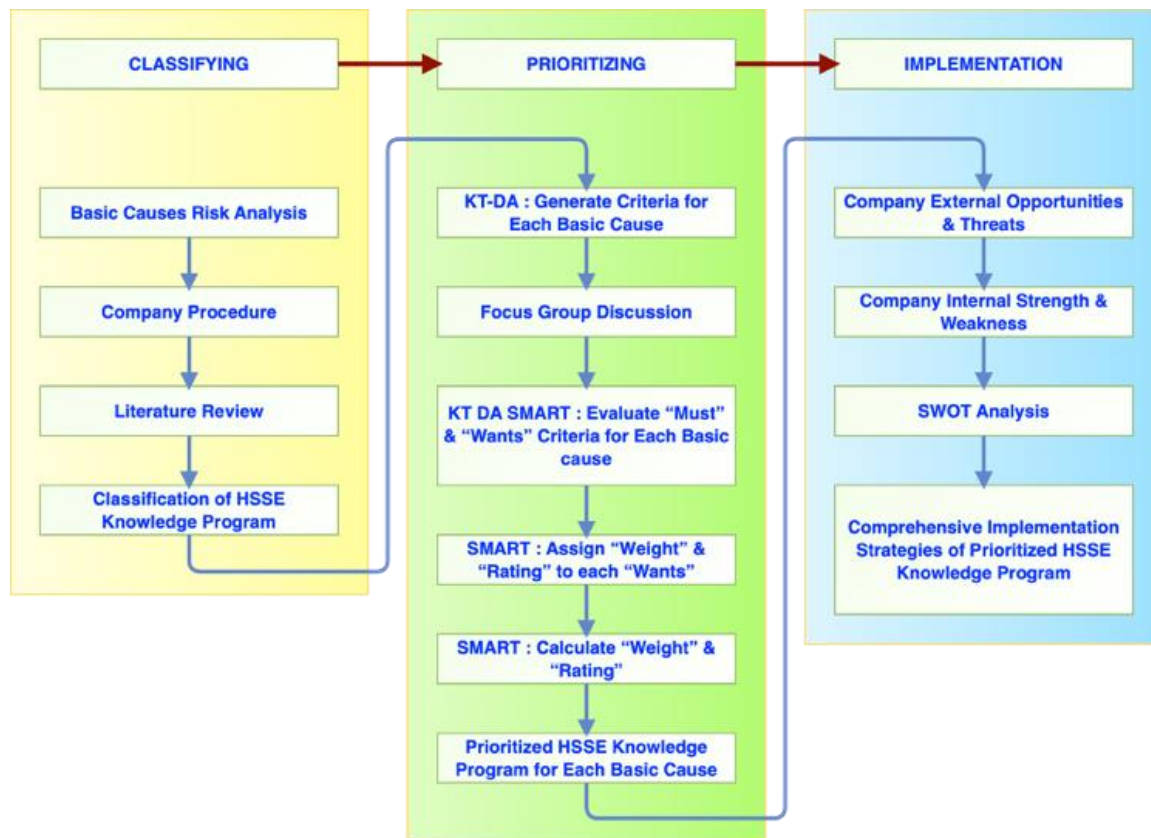 CLASSIFYING
Basic Causes Risk Analysis
Company Procedure
Literature Review
Classification of HSSE
Knowledge Program
PRIORITIZING
KT-DA : Generate Criteria for
Each Basic Cause
Focus Group Discussion
KT DA SMART : Evaluate “Must”
& “Wants” Criteria for Each Basic
cause
SMART : Assign “Weight” &
“Rating” to each “Wants”
SMART : Calculate “Weight” &
“Rating”
Prioritized HSSE Knowledge
Program for Each Basic Cause
IMPLEMENTATION
Company External Opportunities
& Threats
Company Internal Strength &
Weakness
SWOT Analysis
Comprehensive Implementation
Strategies of Prioritized HSSE
Knowledge Program